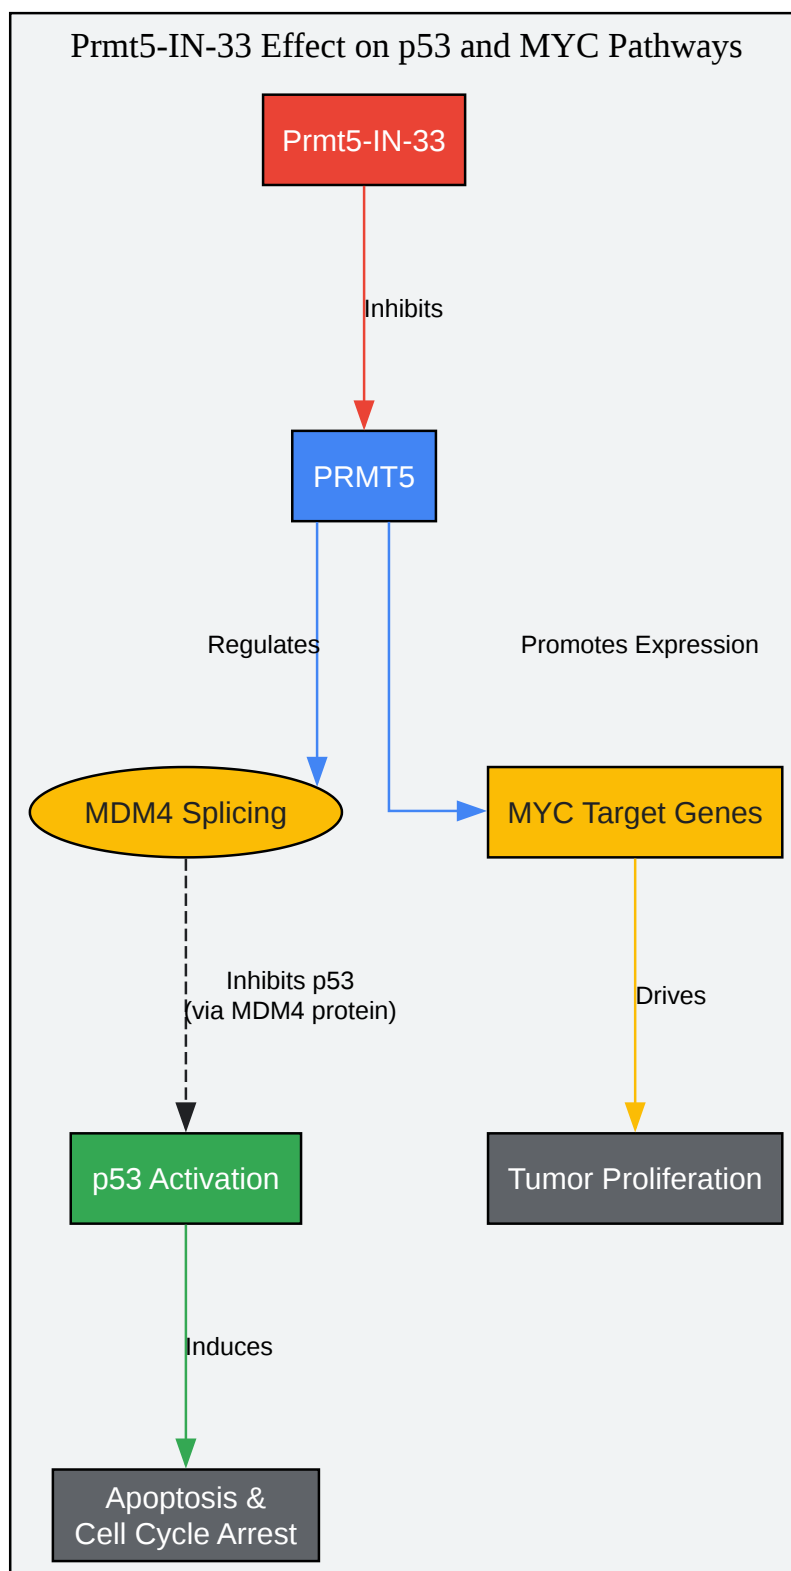 Prmt5-IN-33 Effect on p53 and MYC Pathways
Prmt5-IN-33
Inhibits
PRMT5
Regulates
Promotes Expression
MDM4 Splicing
MYC Target Genes
Inhibits p53
(via MDM4 protein)
Drives
p53 Activation
Tumor Proliferation
Induces
Apoptosis &
Cell Cycle Arrest